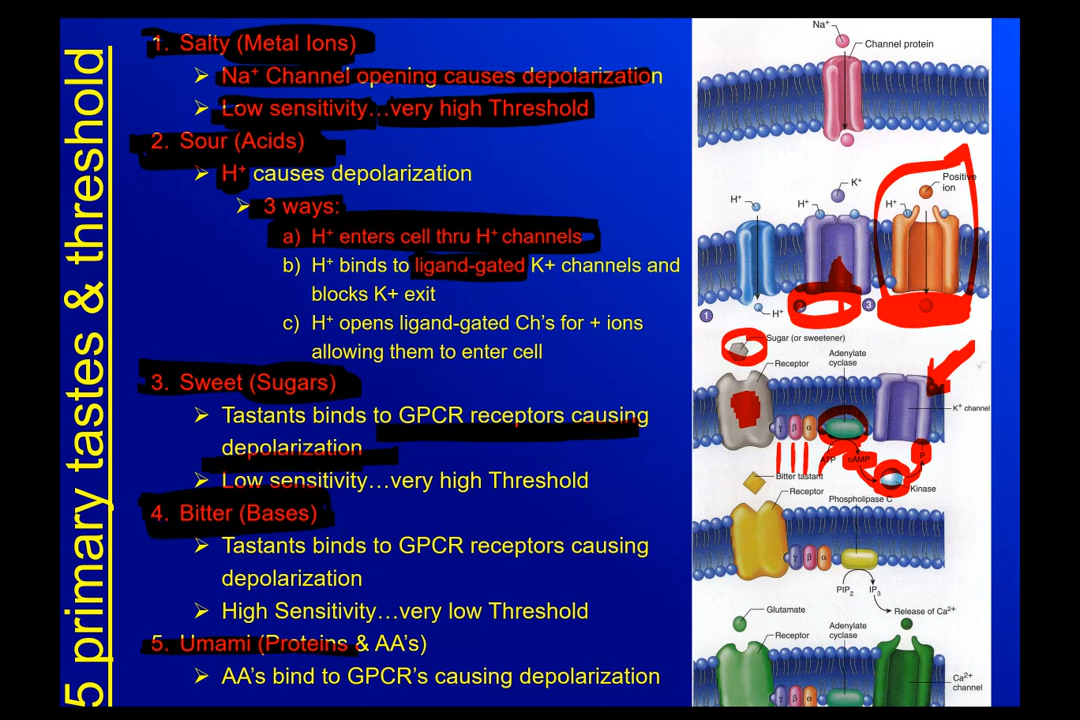 5 primary tastes & threshold
1. Salty (Metal Ions)
➢ Na⁺ Channel opening causes depolarization
➢ Low sensitivity…very high Threshold
2. Sour (Acids)
➢ H⁺ causes depolarization
➢ 3 ways:
a) H⁺ enters cell thru H⁺ channels
b) H⁺ binds to ligand-gated K+ channels and
blocks K+ exit
c) H⁺ opens ligand-gated Ch's for + ions
allowing them to enter cell
3. Sweet (Sugars)
➢ Tastants binds to GPCR receptors causing
depolarization
➢ Low sensitivity…very high Threshold
4. Bitter (Bases)
➢ Tastants binds to GPCR receptors causing
depolarization
➢ High Sensitivity…very low Threshold
5. Umami (Proteins & AA's)
➢ AA's bind to GPCR's causing depolarization
Na⁺
Channel protein
K⁺
Positive
ion
H⁺
H⁺
H⁺
H⁺
1
2
3
Sugar (or sweetener)
Receptor
Adenylate
cyclase
K⁺ channel
γ β α
ATP
cAMP
P
Kinase
Bitter tastant
Receptor
Phospholipase C
γ β α
PIP₂
IP₃
Release of Ca²⁺
Glutamate
Receptor
Adenylate
cyclase
Ca²⁺
channel
γ β α